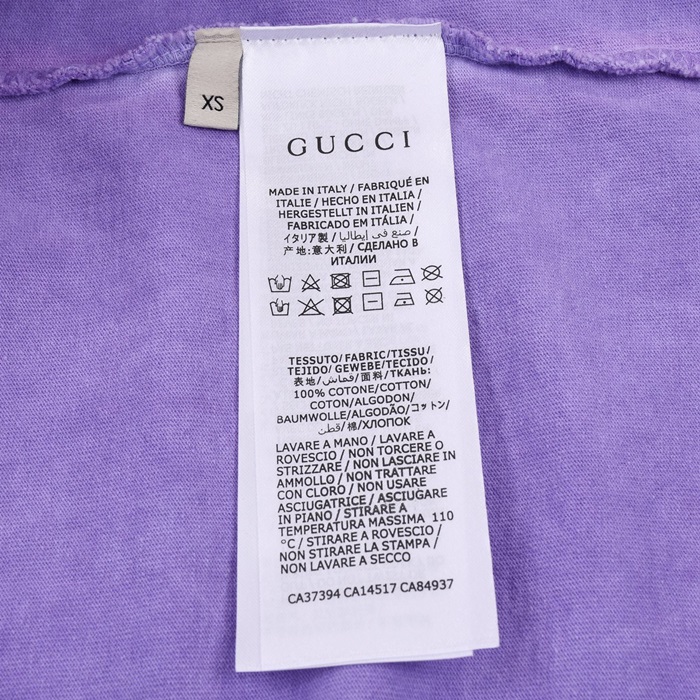 XS
GUCCI
MADE IN ITALY / FABRIQUÉ EN
ITALIE / HECHO EN ITALIA /
HERGESTELLT IN ITALIEN /
FABRICADO EM ITÁLIA /
イタリア製 / صنع في إيطاليا /
产地:意大利 / СДЕЛАНО В
ИТАЛИИ
TESSUTO/FABRIC/TISSU/
TEJIDO/GEWEBE/TECIDO/
表地/قماش/面料/ТКАНЬ:
100% COTONE/COTTON/
COTON/ALGODON/
BAUMWOLLE/ALGODÃO/コットン/
قطن/棉/ХЛОПОК
LAVARE A MANO / LAVARE A
ROVESCIO / NON TORCERE O
STRIZZARE / NON LASCIARE IN
AMMOLLO / NON TRATTARE
CON CLORO / NON USARE
ASCIUGATRICE / ASCIUGARE
IN PIANO / STIRARE A
TEMPERATURA MASSIMA 110
°C / STIRARE A ROVESCIO /
NON STIRARE LA STAMPA /
NON LAVARE A SECCO
CA37394 CA14517 CA84937